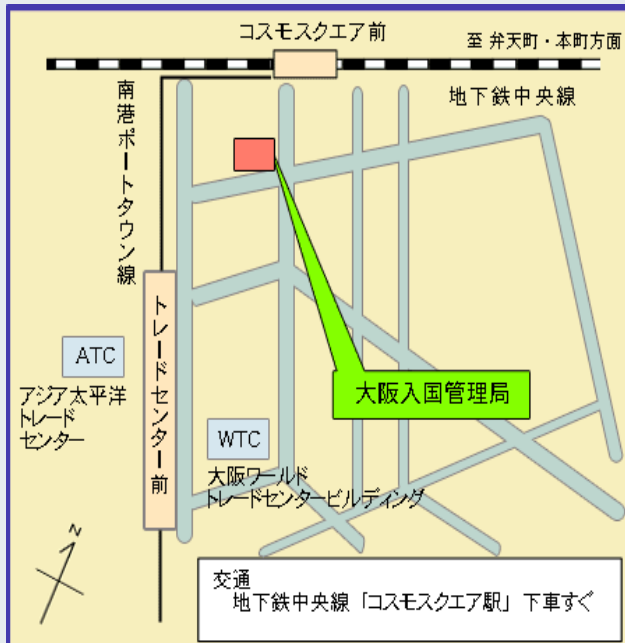 コスモスクエア前
至 弁天町・本町方面
地下鉄中央線
南港ポートタウン線
トレードセンター前
ATC
アジア太平洋
トレード
センター
大阪入国管理局
WTC
大阪ワールド
トレードセンタービルディング
N
交通
地下鉄中央線「コスモスクエア駅」下車すぐ